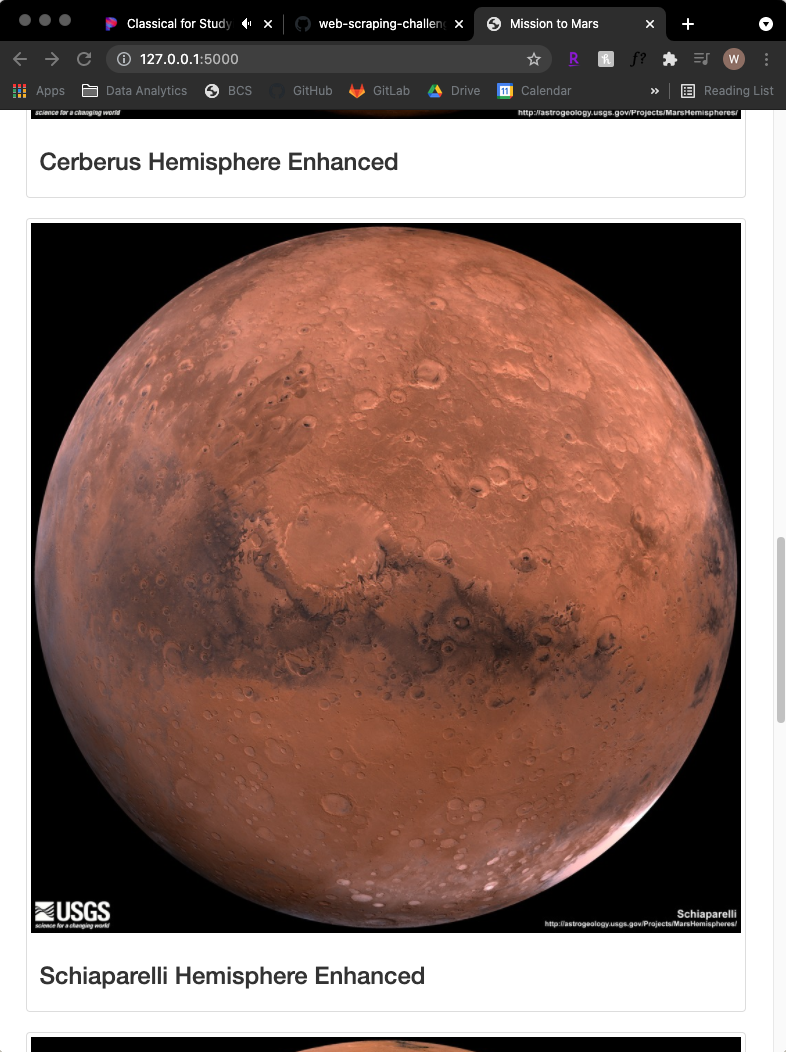 Classical for Study
web-scraping-challen
Mission to Mars
127.0.0.1:5000
R
f?
W
Apps
Data Analytics
BCS
GitHub
GitLab
Drive
11
Calendar
»
Reading List
science for a changing world
http://astrogeology.usgs.gov/Projects/MarsHemispheres/
Cerberus Hemisphere Enhanced
USGS
science for a changing world
Schiaparelli
http://astrogeology.usgs.gov/Projects/MarsHemispheres/
Schiaparelli Hemisphere Enhanced